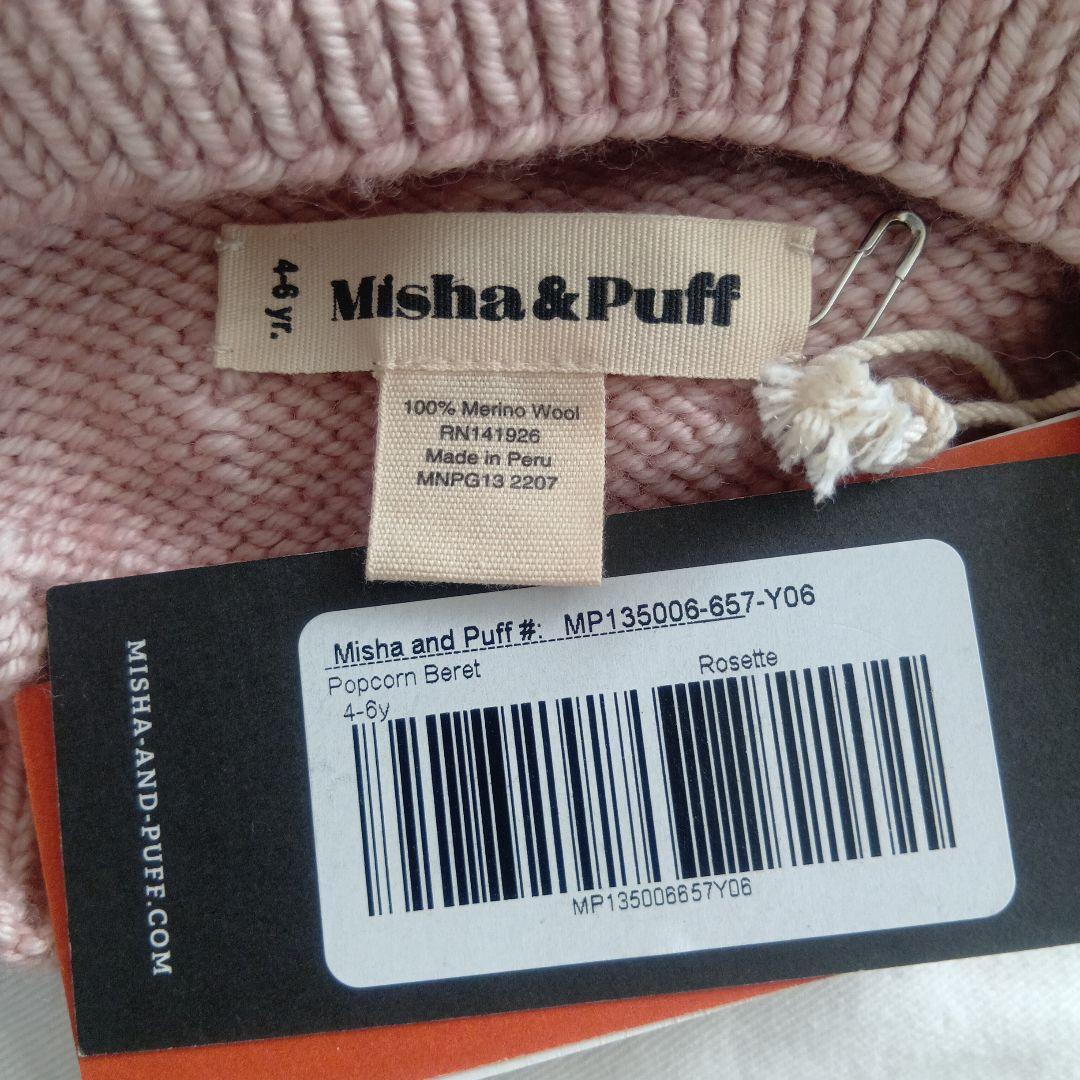 4-6 yr.
Misha&Puff
100% Merino Wool
RN141926
Made in Peru
MNPG13 2207
MISHA-AND-PUFF.COM
Misha and Puff #: MP135006-657-Y06
Popcorn Beret Rosette
4-6y
MP135006657Y06